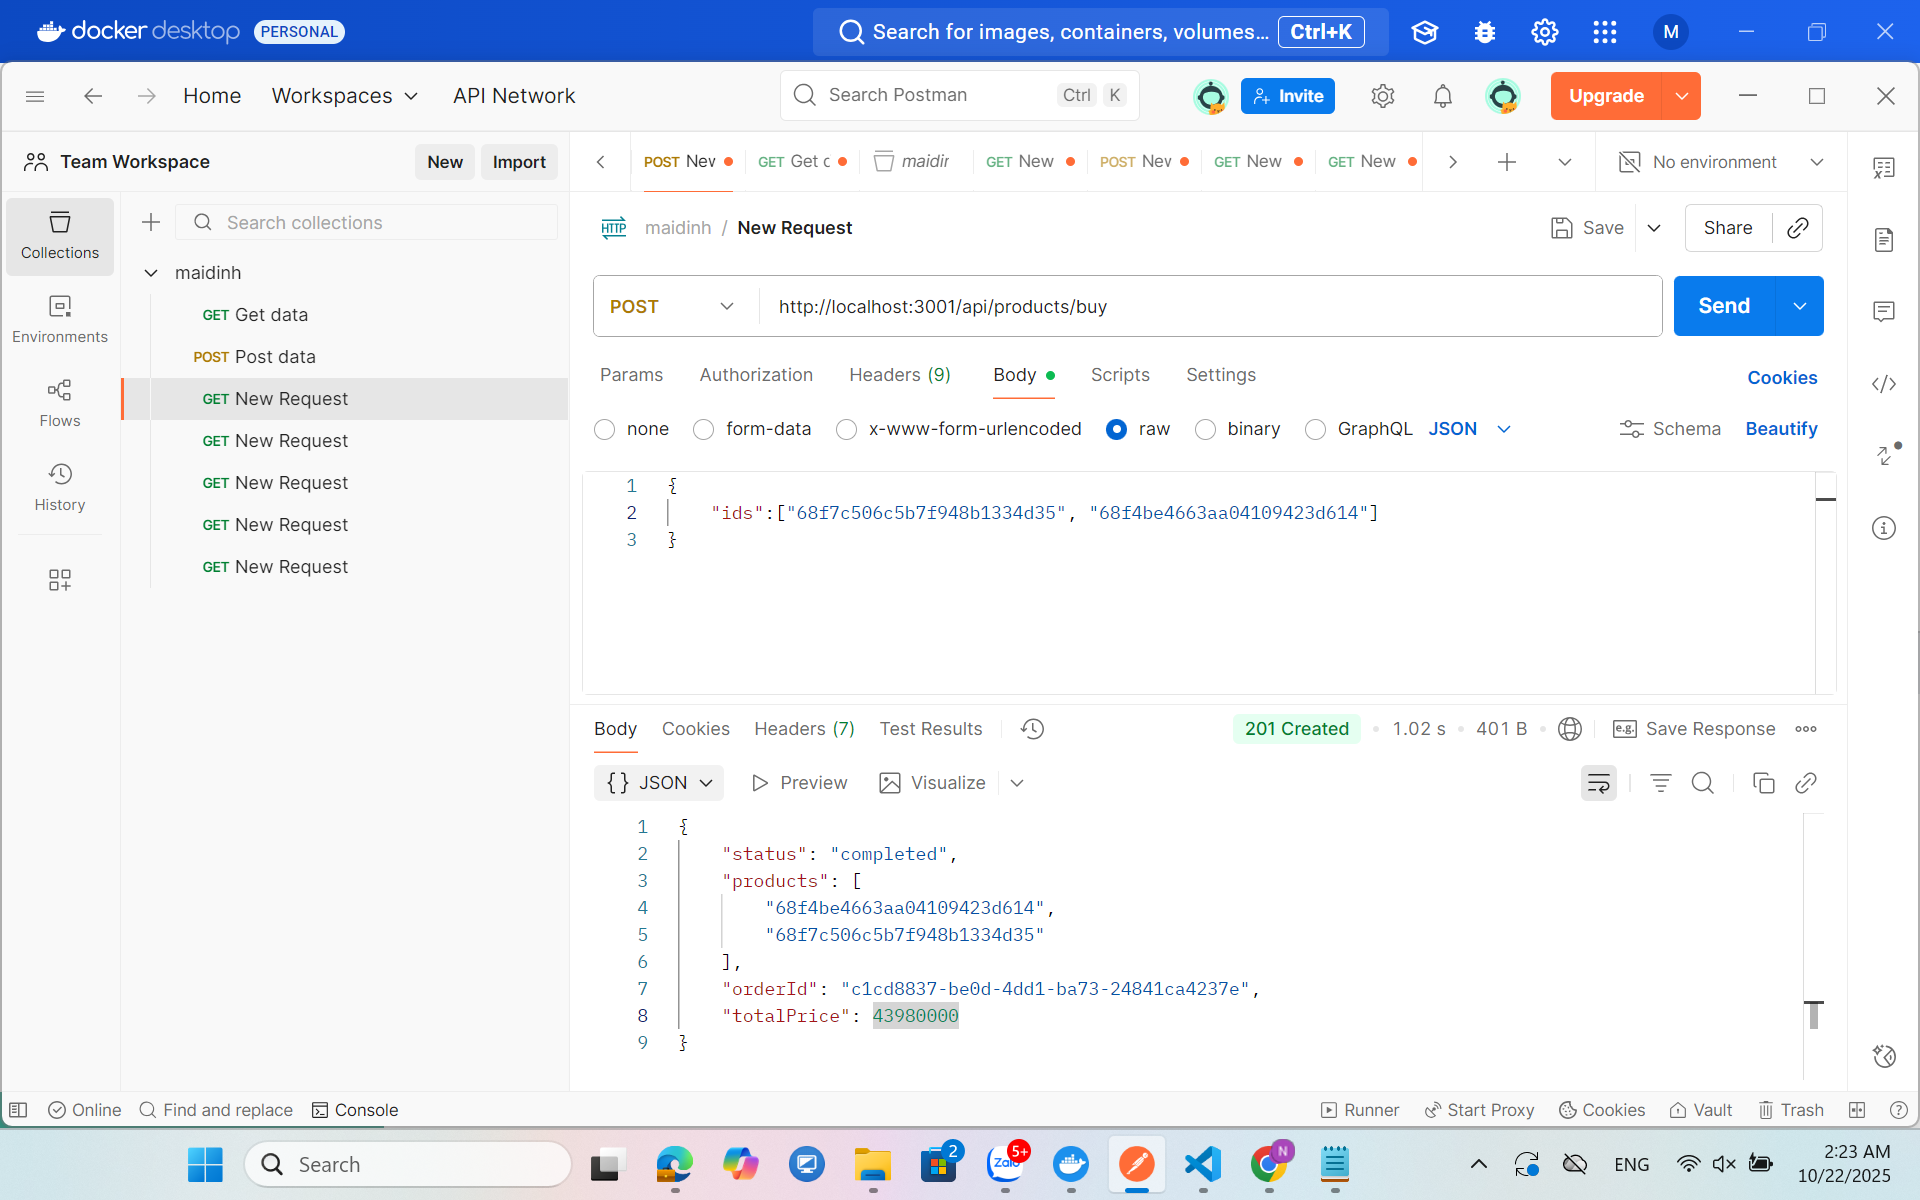 docker desktop PERSONAL Search for images, containers, volumes... Ctrl+K M
Home Workspaces API Network Search Postman Ctrl K Invite Upgrade
Team Workspace New Import POST Nev GET Get c maidir GET New POST Nev GET New GET New No environment
Collections
Search collections
maidinh
GET Get data
POST Post data
GET New Request
GET New Request
GET New Request
GET New Request
GET New Request
Environments
Flows
History
HTTP maidinh / New Request Save Share
POST http://localhost:3001/api/products/buy Send
Params Authorization Headers (9) Body Scripts Settings Cookies
none form-data x-www-form-urlencoded raw binary GraphQL JSON Schema Beautify
1 {
2 "ids":["68f7c506c5b7f948b1334d35", "68f4be4663aa04109423d614"]
3 }
Body Cookies Headers (7) Test Results 201 Created 1.02 s 401 B e.g. Save Response
{} JSON Preview Visualize
1 {
2 "status": "completed",
3 "products": [
4 "68f4be4663aa04109423d614",
5 "68f7c506c5b7f948b1334d35"
6 ],
7 "orderId": "c1cd8837-be0d-4dd1-ba73-24841ca4237e",
8 "totalPrice": 43980000
9 }
Online Find and replace Console Runner Start Proxy Cookies Vault Trash
Search 2 Zalo 5+ N ENG 2:23 AM
10/22/2025